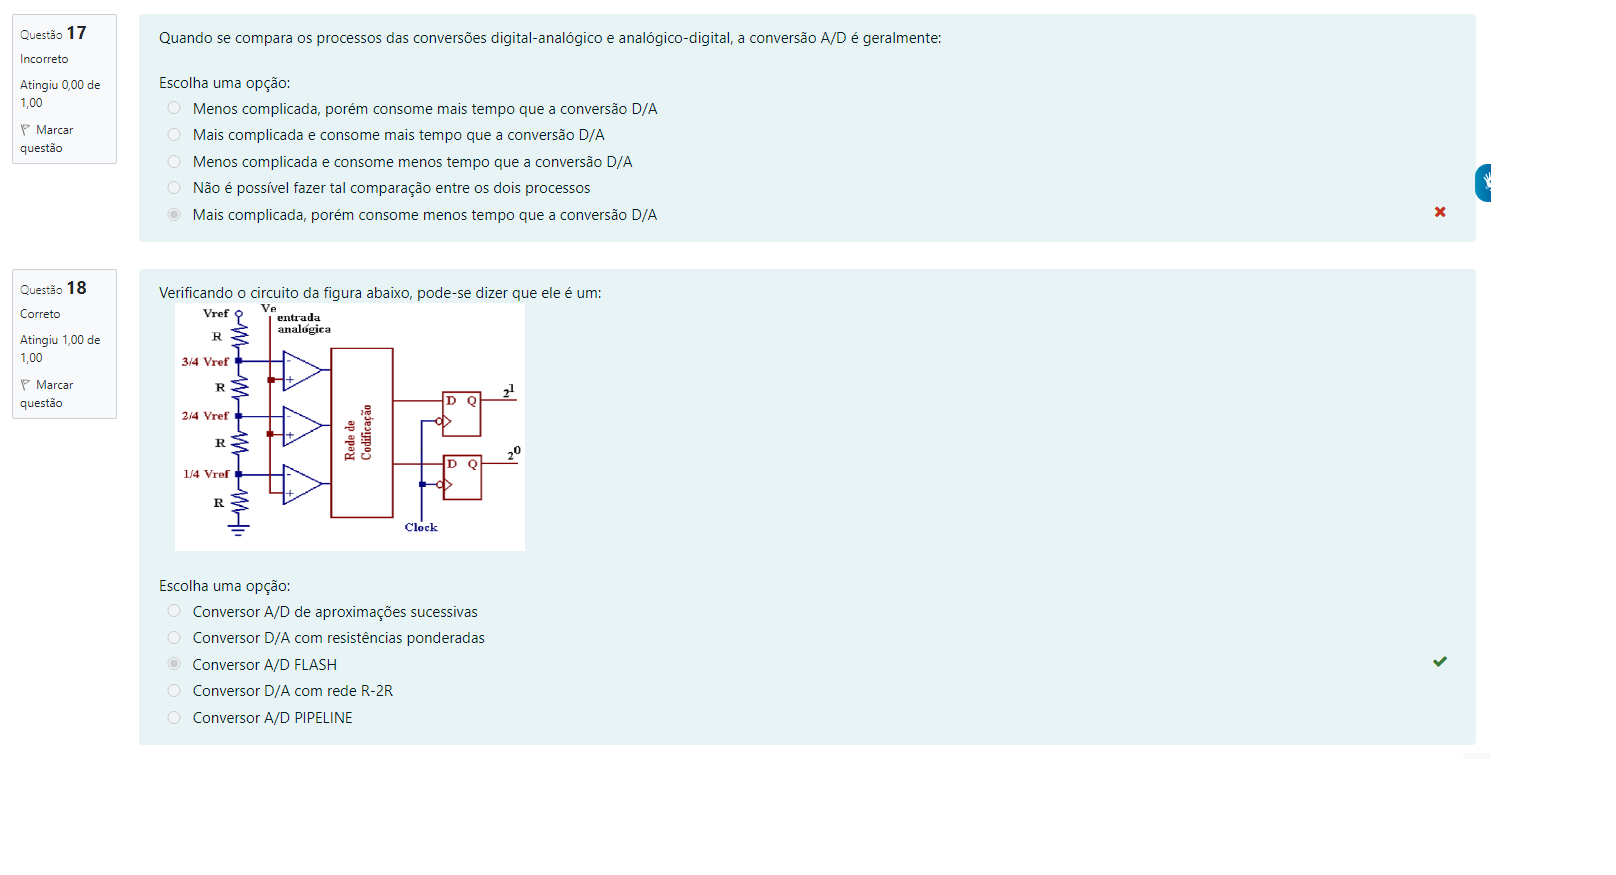 Questão 17
Incorreto
Atingiu 0,00 de
1,00
Marcar
questão
Quando se compara os processos das conversões digital-analógico e analógico-digital, a conversão A/D é geralmente:
Escolha uma opção:
Menos complicada, porém consome mais tempo que a conversão D/A
Mais complicada e consome mais tempo que a conversão D/A
Menos complicada e consome menos tempo que a conversão D/A
Não é possível fazer tal comparação entre os dois processos
Mais complicada, porém consome menos tempo que a conversão D/A
Questão 18
Correto
Atingiu 1,00 de
1,00
Marcar
questão
Verificando o circuito da figura abaixo, pode-se dizer que ele é um:
Vref
Ve
entrada
analógica
R
3/4 Vref
-
+
R
2/4 Vref
-
+
R
1/4 Vref
-
+
R
Rede de
Codificação
D Q
2¹
D Q
2⁰
Clock
Escolha uma opção:
Conversor A/D de aproximações sucessivas
Conversor D/A com resistências ponderadas
Conversor A/D FLASH
Conversor D/A com rede R-2R
Conversor A/D PIPELINE